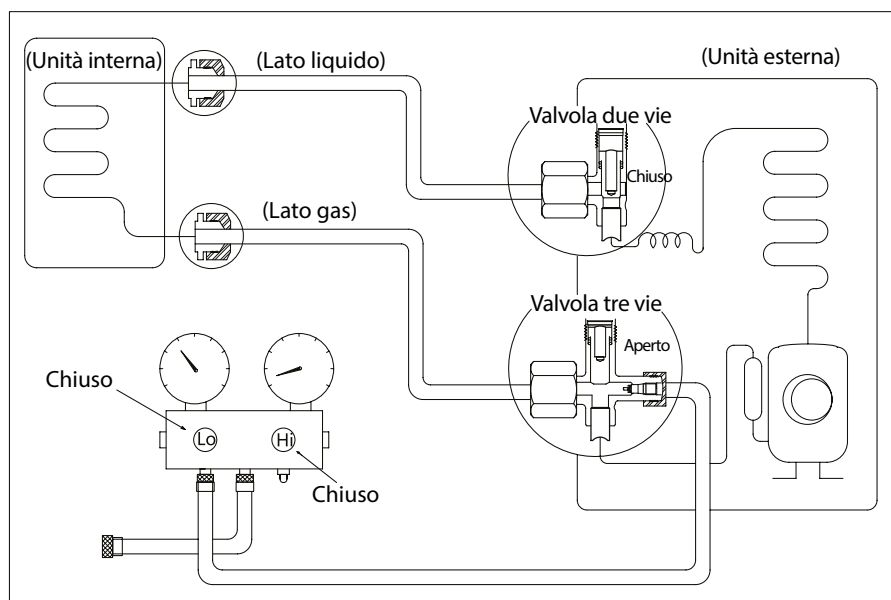 (Unità interna)
(Lato liquido)
(Unità esterna)
Valvola due vie
Chiuso
(Lato gas)
Valvola tre vie
Aperto
Chiuso
Lo
Hi
Chiuso